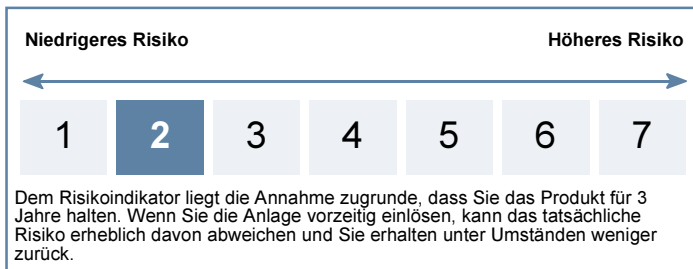 Niedrigeres Risiko Höheres Risiko
1 2 3 4 5 6 7
Dem Risikoindikator liegt die Annahme zugrunde, dass Sie das Produkt für 3
Jahre halten. Wenn Sie die Anlage vorzeitig einlösen, kann das tatsächliche
Risiko erheblich davon abweichen und Sie erhalten unter Umständen weniger
zurück.